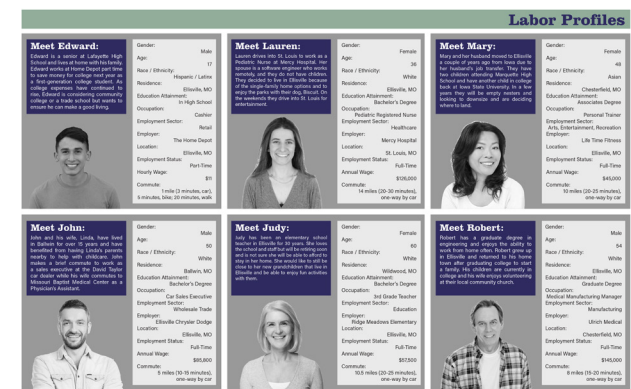 Labor Profiles
Meet Edward:
Edward is a senior at Lafayette High
School and lives at home with his family.
Edward works at Home Depot part time
to save money for college next year as
a first-generation college student. As
college expenses have continued to
rise, Edward is considering community
college or a trade school but wants to
ensure he can make a good living.
Gender:
Male
Age:
17
Race / Ethnicity:
Hispanic / Latino
Residence:
Ellisville, MO
Education Attainment:
In High School
Occupation:
Cashier
Employment Sector:
Retail
Employer:
The Home Depot
Location:
Ellisville, MO
Employment Status:
Part-Time
Hourly Wage:
$11
Commute:
1 mile (3 minutes, car),
5 minutes, bike; 20 minutes, walk
Meet Lauren:
Lauren drives into St. Louis to work as a
Pediatric Nurse at Mercy Hospital. Her
spouse is a software engineer who works
remotely, and they do not have children.
They decided to live in Ellisville because
of the single-family home options and to
enjoy the parks with their dog, Biscuit. On
the weekends they drive into St. Louis for
entertainment.
Gender:
Female
Age:
36
Race / Ethnicity:
White
Residence:
Ellisville, MO
Education Attainment:
Bachelor's Degree
Occupation:
Pediatric Registered Nurse
Employment Sector:
Healthcare
Employer:
Mercy Hospital
Location:
St. Louis, MO
Employment Status:
Full-Time
Annual Wage:
$126,000
Commute:
14 miles (20-30 minutes),
one-way by car
Meet Mary:
Mary and her husband moved to Ellisville
a couple of years ago from Iowa due to
her husband's job transfer. They have
two children attending Marquette High
School and have another child in college
back at Iowa State University. In a few
years they will be empty nesters and
looking to downsize and are deciding
where to land.
Gender:
Female
Age:
46
Race / Ethnicity:
Asian
Residence:
Chesterfield, MO
Education Attainment:
Associates Degree
Occupation:
Personal Trainer
Employment Sector:
Arts, Entertainment, Recreation
Employer:
Life Time Fitness
Location:
Ellisville, MO
Employment Status:
Full-Time
Annual Wage:
$45,000
Commute:
10 miles (20-25 minutes),
one-way by car
Meet John:
John and his wife, Linda, have lived
in Ballwin for over 15 years and have
benefited from having Linda's parents
nearby to help with childcare. John
makes a brief commute to work as
a sales executive at the David Taylor
car dealer while his wife commutes to
Missouri Baptist Medical Center as a
Physician's Assistant.
Gender:
Male
Age:
50
Race / Ethnicity:
White
Residence:
Ballwin, MO
Education Attainment:
Bachelor's Degree
Occupation:
Car Sales Executive
Employment Sector:
Wholesale Trade
Employer:
Ellisville Chrysler Dodge
Location:
Ellisville, MO
Employment Status:
Full-Time
Annual Wage:
$85,800
Commute:
5 miles (10-15 minutes),
one-way by car
Meet Judy:
Judy has been an elementary school
teacher in Ellisville for 30 years. She loves
the school and staff but will be retiring soon
and is not sure she will be able to afford to
stay in her home. She would like to still be
close to her new grandchildren that live in
Ellisville and be able to enjoy fun activities
with them.
Gender:
Female
Age:
60
Race / Ethnicity:
White
Residence:
Wildwood, MO
Education Attainment:
Bachelor's Degree
Occupation:
3rd Grade Teacher
Employment Sector:
Education
Employer:
Ridge Meadows Elementary
Location:
Ellisville, MO
Employment Status:
Full-Time
Annual Wage:
$57,500
Commute:
10.5 miles (20-25 minutes),
one-way by car
Meet Robert:
Robert has a graduate degree in
engineering and enjoys the ability to
work from home often. Robert grew up
in Ellisville and returned to his home
town after graduating college to start
a family. His children are currently in
college and his wife enjoys volunteering
at their local community church.
Gender:
Male
Age:
54
Race / Ethnicity:
White
Residence:
Ellisville, MO
Education Attainment:
Graduate Degree
Occupation:
Medical Manufacturing Manager
Employment Sector:
Manufacturing
Employer:
Ulrich Medical
Location:
Chesterfield, MO
Employment Status:
Full-Time
Annual Wage:
$145,000
Commute:
8 miles (15-20 minutes),
one-way by car